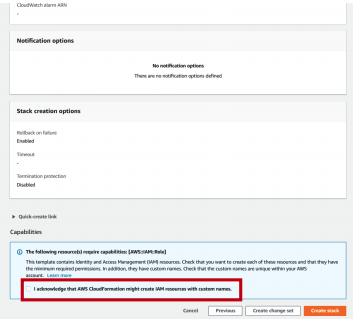 CloudWatch alarm ARN
-
Notification options
No notification options
There are no notification options defined
Stack creation options
Rollback on failure
Enabled
Timeout
-
Termination protection
Disabled
Quick-create link
Capabilities
The following resource(s) require capabilities: [AWS::IAM::Role]
This template contains Identity and Access Management (IAM) resources. Check that you want to create each of these resources and that they have
the minimum required permissions. In addition, they have custom names. Check that the custom names are unique within your AWS
account. Learn more
I acknowledge that AWS CloudFormation might create IAM resources with custom names.
Cancel Previous Create change set Create stack